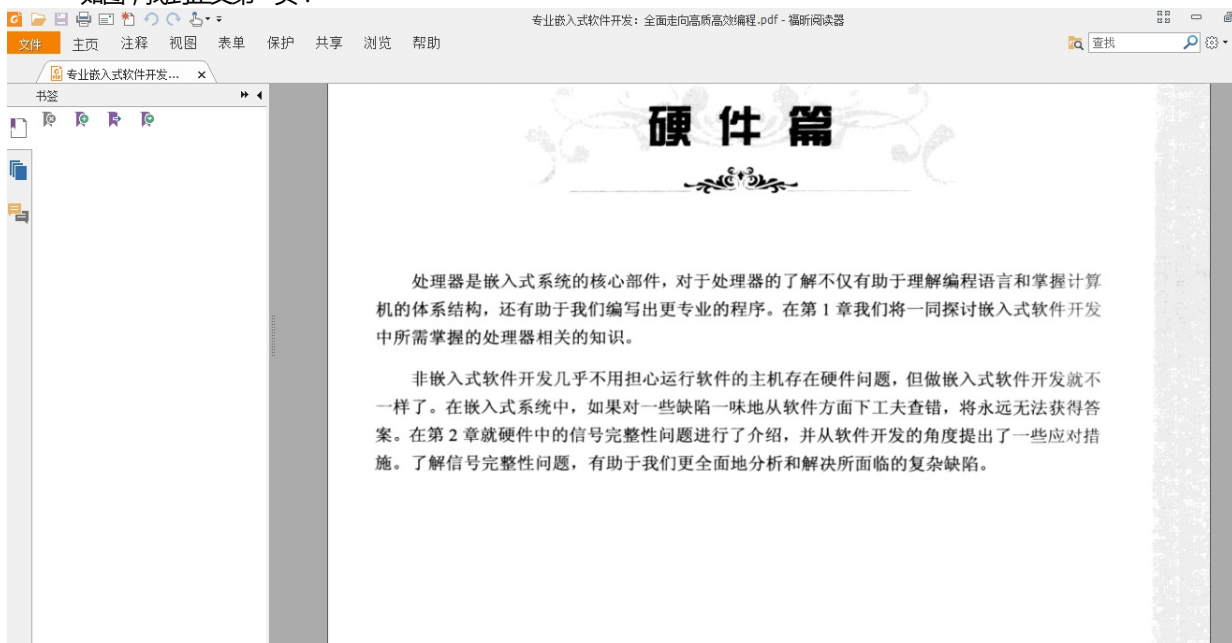 如图，找到正文第一页：
专业嵌入式软件开发：全面走向高质高效编程.pdf - 福昕阅读器
文件 主页 注释 视图 表单 保护 共享 浏览 帮助
查找
专业嵌入式软件开发... x
书签
硬件篇
处理器是嵌入式系统的核心部件，对于处理器的了解不仅有助于理解编程语言和掌握计算
机的体系结构，还有助于我们编写出更专业的程序。在第 1 章我们将一同探讨嵌入式软件开发
中所需掌握的处理器相关的知识。
非嵌入式软件开发几乎不用担心运行软件的主机存在硬件问题，但做嵌入式软件开发就不
一样了。在嵌入式系统中，如果对一些缺陷一味地从软件方面下工夫查错，将永远无法获得答
案。在第 2 章就硬件中的信号完整性问题进行了介绍，并从软件开发的角度提出了一些应对措
施。了解信号完整性问题，有助于我们更全面地分析和解决所面临的复杂缺陷。